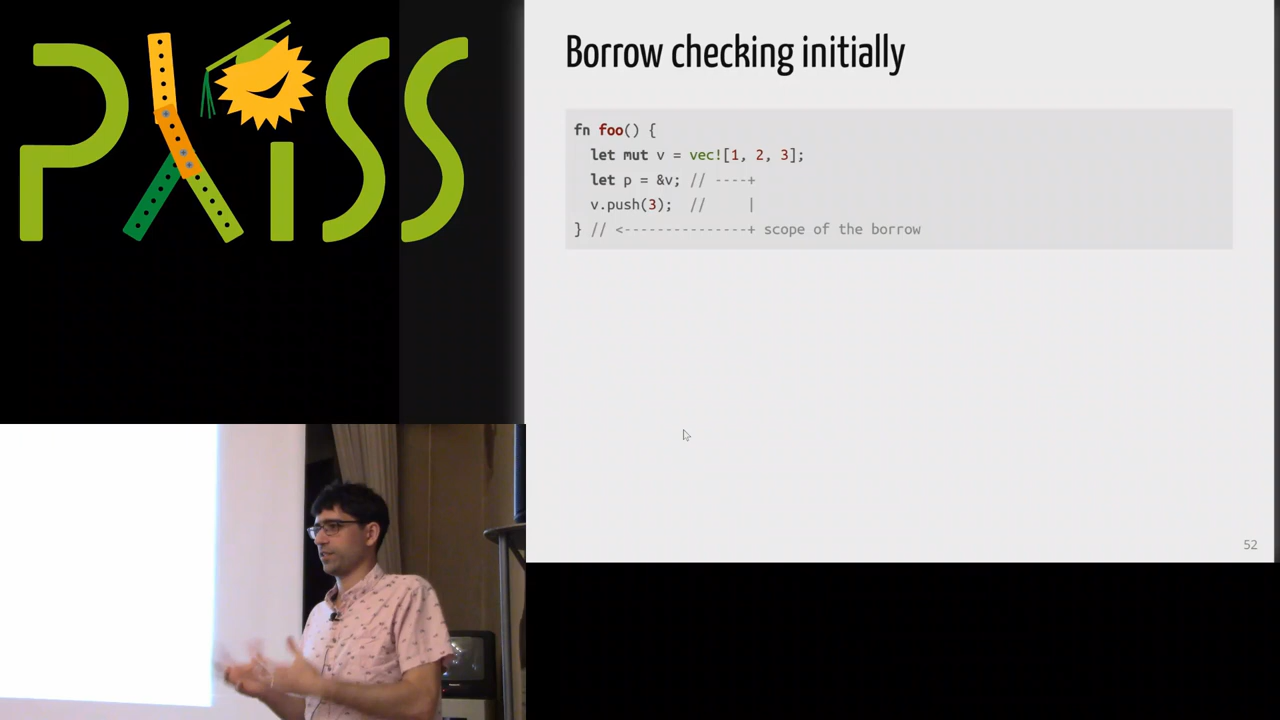 PLISS
Borrow checking initially
fn foo() {
  let mut v = vec![1, 2, 3];
  let p = &v; // ----+
  v.push(3);  //     |
} // <---------------+ scope of the borrow
52